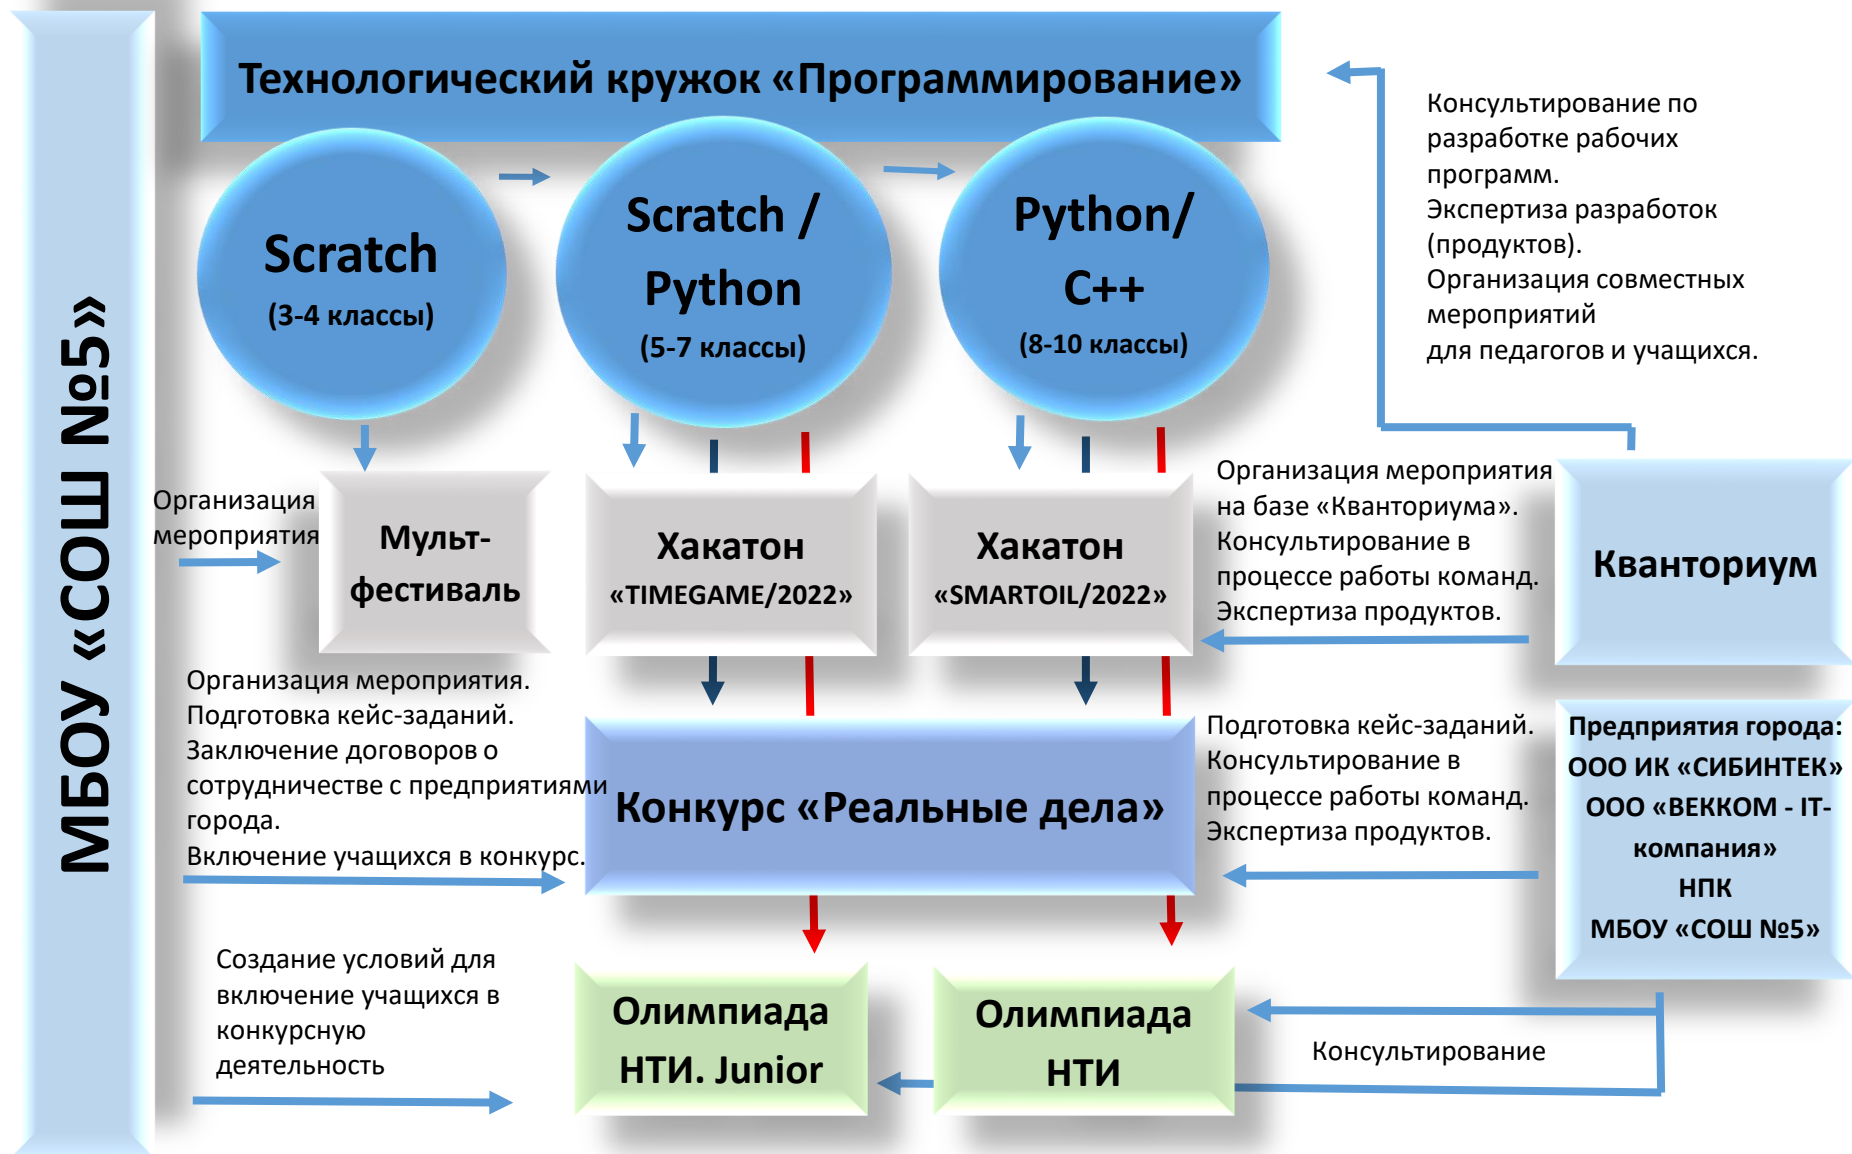 МБОУ «СОШ №5»
Технологический кружок «Программирование»
Scratch
(3-4 классы)
Scratch /
Python
(5-7 классы)
Python/
C++
(8-10 классы)
Консультирование по
разработке рабочих
программ.
Экспертиза разработок
(продуктов).
Организация совместных
мероприятий
для педагогов и учащихся.
Организация
мероприятия
Мульт-
фестиваль
Хакатон
«TIMEGAME/2022»
Хакатон
«SMARTOIL/2022»
Организация мероприятия
на базе «Кванториума».
Консультирование в
процессе работы команд.
Экспертиза продуктов.
Кванториум
Организация мероприятия.
Подготовка кейс-заданий.
Заключение договоров о
сотрудничестве с предприятиями
города.
Включение учащихся в конкурс.
Конкурс «Реальные дела»
Подготовка кейс-заданий.
Консультирование в
процессе работы команд.
Экспертиза продуктов.
Предприятия города:
ООО ИК «СИБИНТЕК»
ООО «ВЕККОМ - IT-
компания»
НПК
МБОУ «СОШ №5»
Создание условий для
включение учащихся в
конкурсную
деятельность
Олимпиада
НТИ. Junior
Олимпиада
НТИ
Консультирование